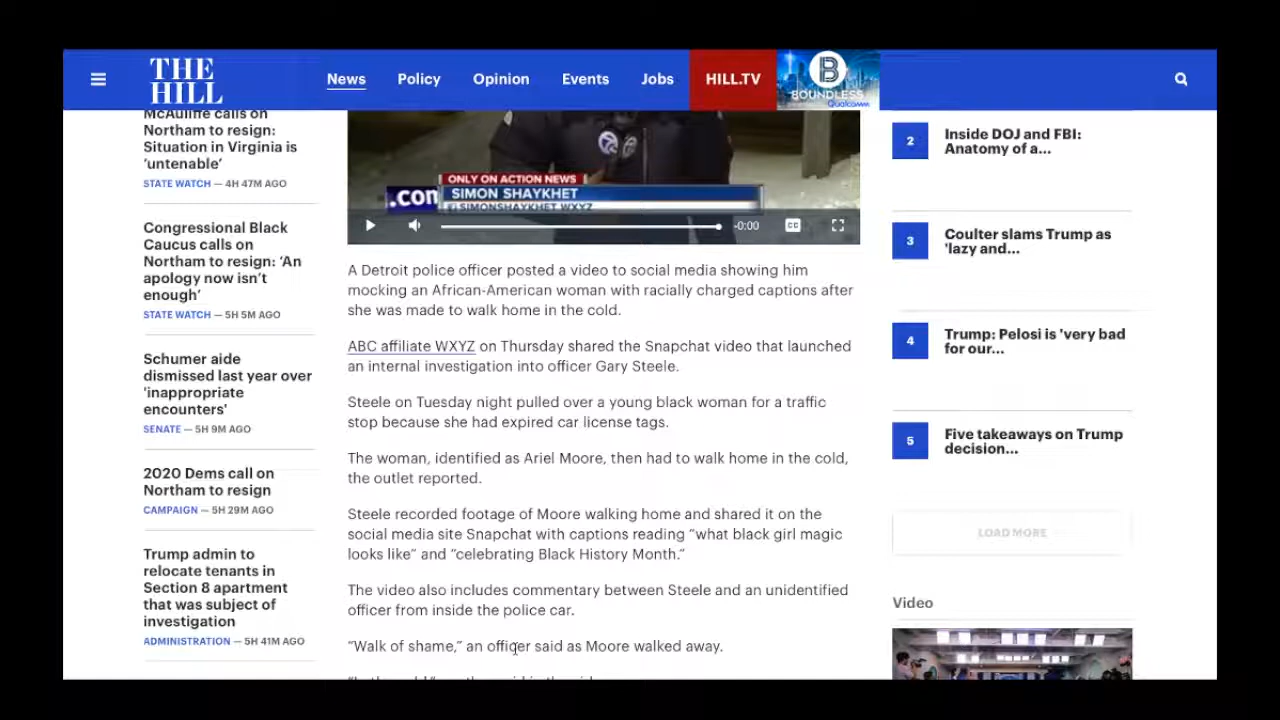 THE
HILL
News
Policy
Opinion
Events
Jobs
HILL.TV
B
BOUNDLESS
Qualcomm
McAuliffe calls on
Northam to resign:
Situation in Virginia is
‘untenable’
STATE WATCH — 4H 47M AGO
Congressional Black
Caucus calls on
Northam to resign: ‘An
apology now isn’t
enough’
STATE WATCH — 5H 5M AGO
Schumer aide
dismissed last year over
'inappropriate
encounters'
SENATE — 5H 9M AGO
2020 Dems call on
Northam to resign
CAMPAIGN — 5H 29M AGO
Trump admin to
relocate tenants in
Section 8 apartment
that was subject of
investigation
ADMINISTRATION — 5H 41M AGO
7
ONLY ON ACTION NEWS
.com
SIMON SHAYKHET
SIMONSHAYKHET WXYZ
-0:00
CC
A Detroit police officer posted a video to social media showing him
mocking an African-American woman with racially charged captions after
she was made to walk home in the cold.
ABC affiliate WXYZ on Thursday shared the Snapchat video that launched
an internal investigation into officer Gary Steele.
Steele on Tuesday night pulled over a young black woman for a traffic
stop because she had expired car license tags.
The woman, identified as Ariel Moore, then had to walk home in the cold,
the outlet reported.
Steele recorded footage of Moore walking home and shared it on the
social media site Snapchat with captions reading “what black girl magic
looks like” and “celebrating Black History Month.”
The video also includes commentary between Steele and an unidentified
officer from inside the police car.
“Walk of shame,” an officer said as Moore walked away.
2
Inside DOJ and FBI:
Anatomy of a...
3
Coulter slams Trump as
'lazy and...
4
Trump: Pelosi is 'very bad
for our...
5
Five takeaways on Trump
decision...
LOAD MORE
Video